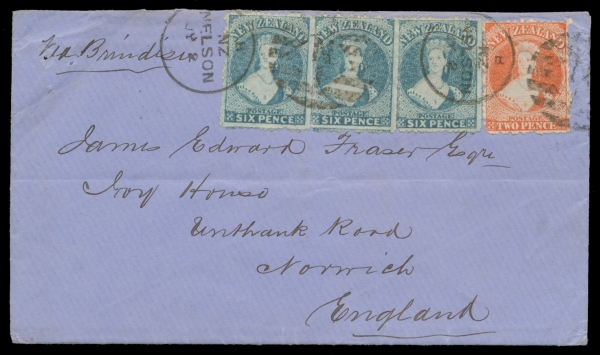 NEW ZEALAND NEW ZEALAND NEW ZEALAND NEW ZEALAND
Via Brindisi
NELSON NZ
POSTAGE POSTAGE POSTAGE POSTAGE
SIX PENCE SIX PENCE SIX PENCE TWO PENCE
James Edward Fraser Esqre
Ivy House
Unthank Road
Norwich
England